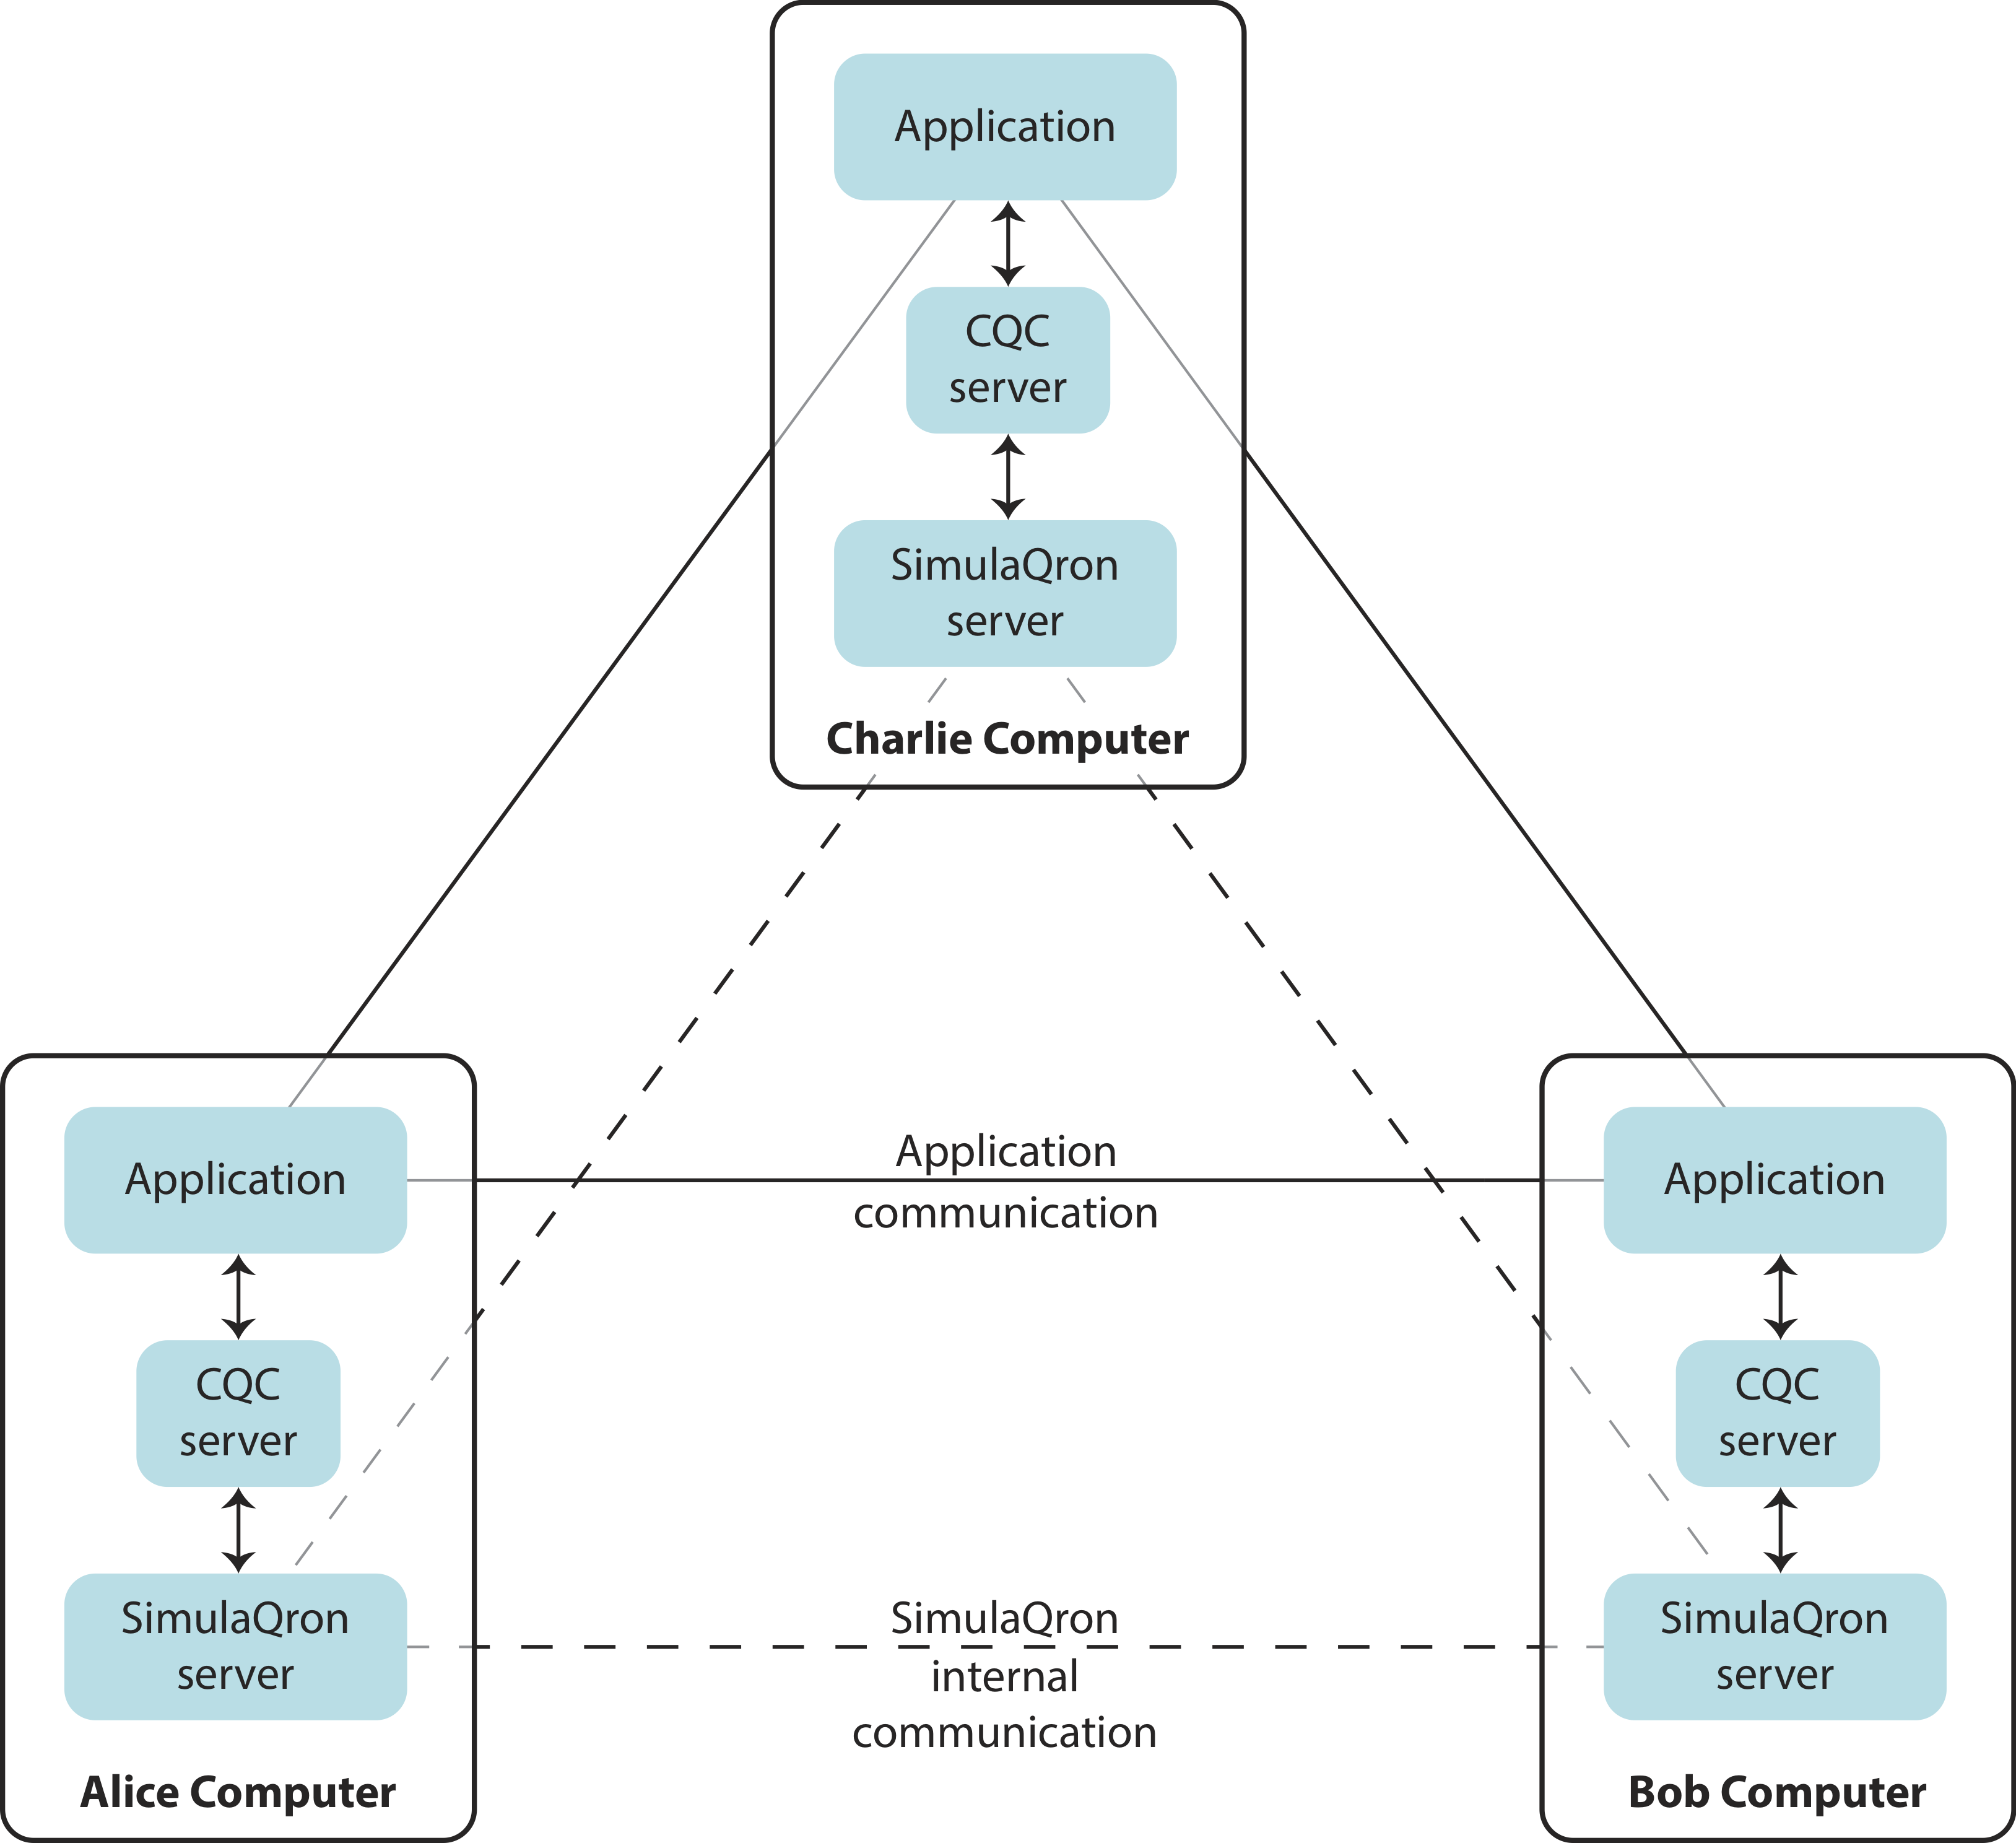 Application
CQC
server
SimulaQron
server
Charlie Computer
Application
communication
Application
CQC
server
SimulaQron
server
Alice Computer
Application
CQC
server
SimulaQron
server
Bob Computer
SimulaQron
internal
communication